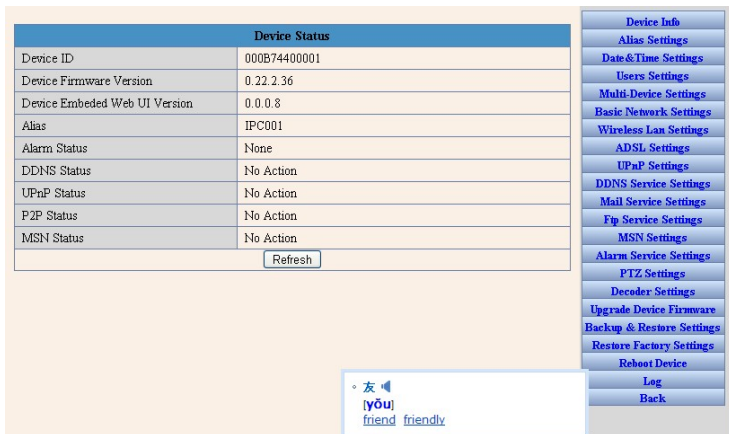 Device Status
Device ID 000B74400001
Device Firmware Version 0.22.2.36
Device Embeded Web UI Version 0.0.0.8
Alias IPC001
Alarm Status None
DDNS Status No Action
UPnP Status No Action
P2P Status No Action
MSN Status No Action
Refresh
Device Info
Alias Settings
Date&Time Settings
Users Settings
Multi-Device Settings
Basic Network Settings
Wireless Lan Settings
ADSL Settings
UPnP Settings
DDNS Service Settings
Mail Service Settings
Ftp Service Settings
MSN Settings
Alarm Service Settings
PTZ Settings
Decoder Settings
Upgrade Device Firmware
Backup & Restore Settings
Restore Factory Settings
Reboot Device
Log
Back
友
[yǒu]
friend friendly